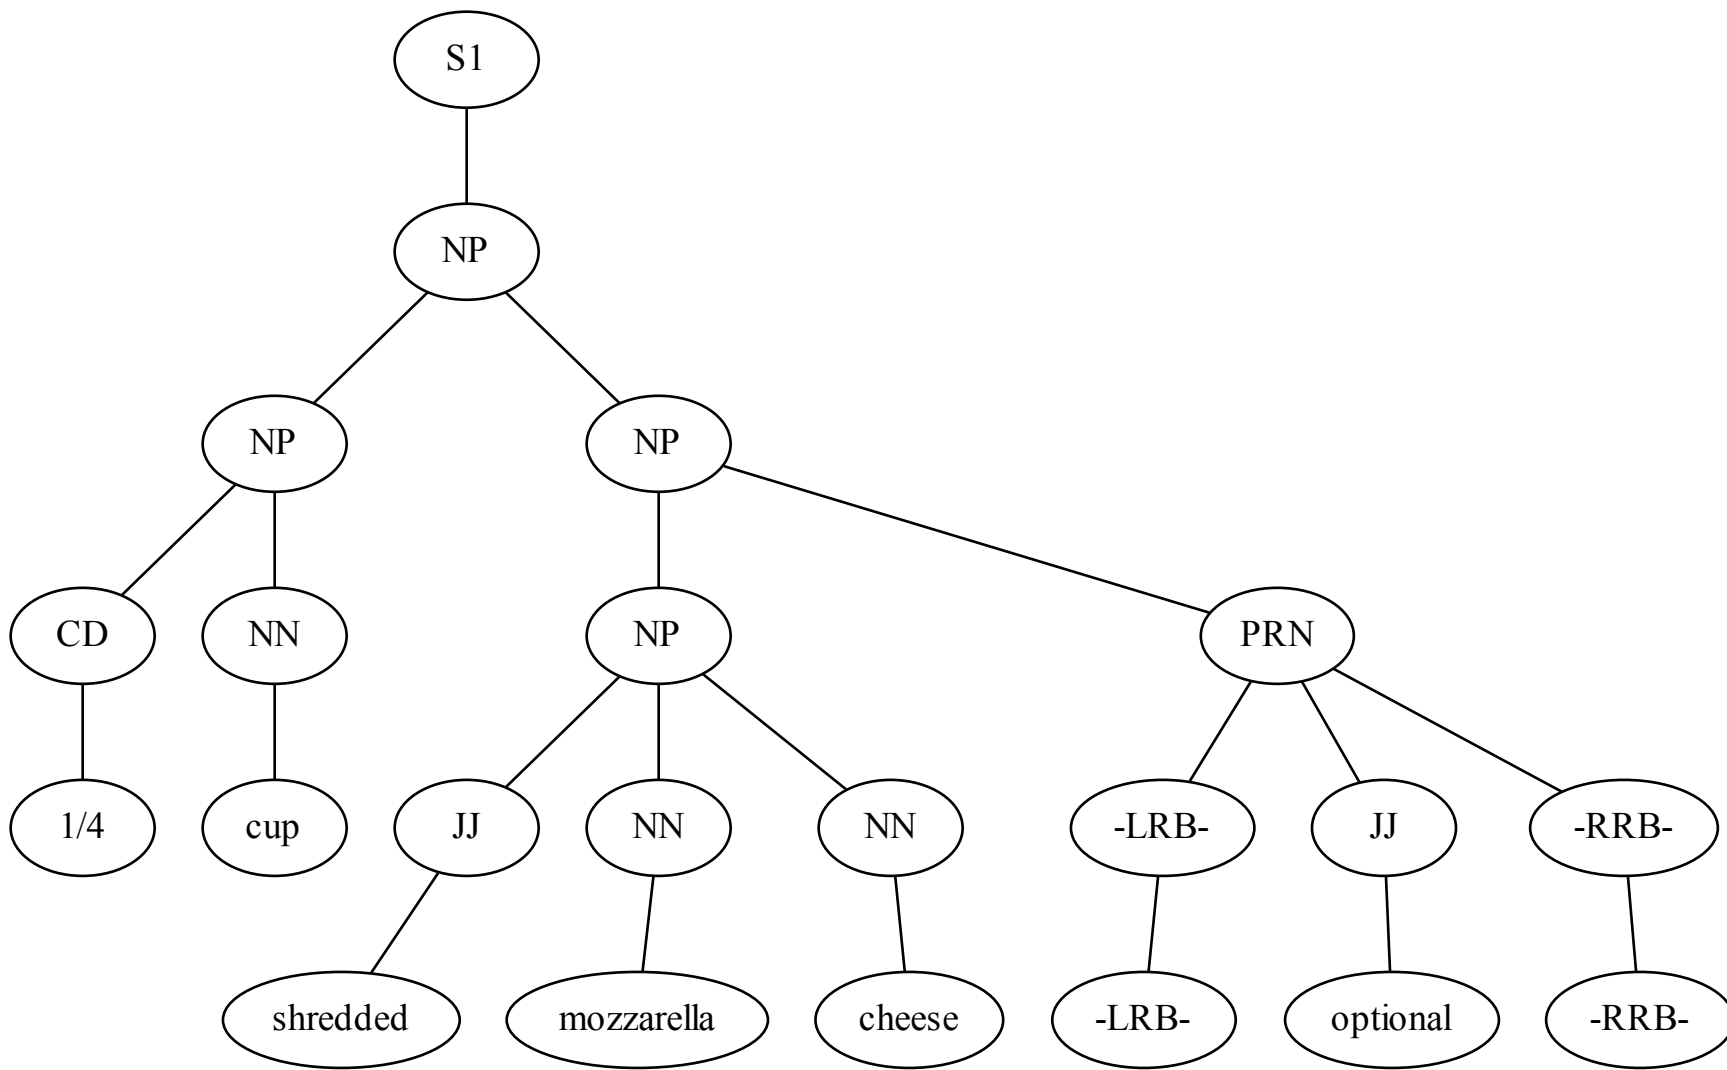 S1
NP
NP NP
CD NN NP PRN
1/4 cup JJ NN NN -LRB- JJ -RRB-
shredded mozzarella cheese -LRB- optional -RRB-